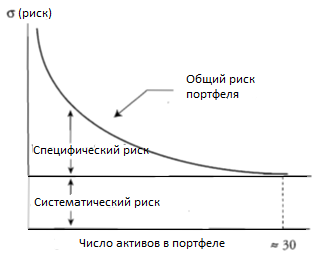 σ (риск)
Общий риск
портфеля
Специфический риск
Систематический риск
Число активов в портфеле
≈ 30